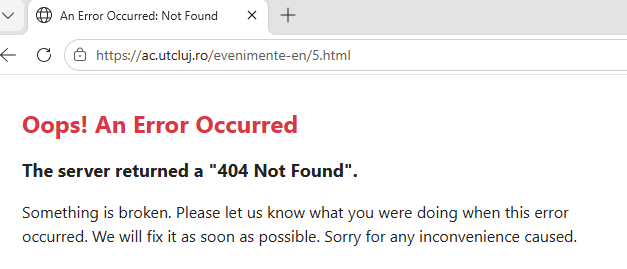 An Error Occurred: Not Found
https://ac.utcluj.ro/evenimente-en/5.html
Oops! An Error Occurred
The server returned a "404 Not Found".
Something is broken. Please let us know what you were doing when this error
occurred. We will fix it as soon as possible. Sorry for any inconvenience caused.